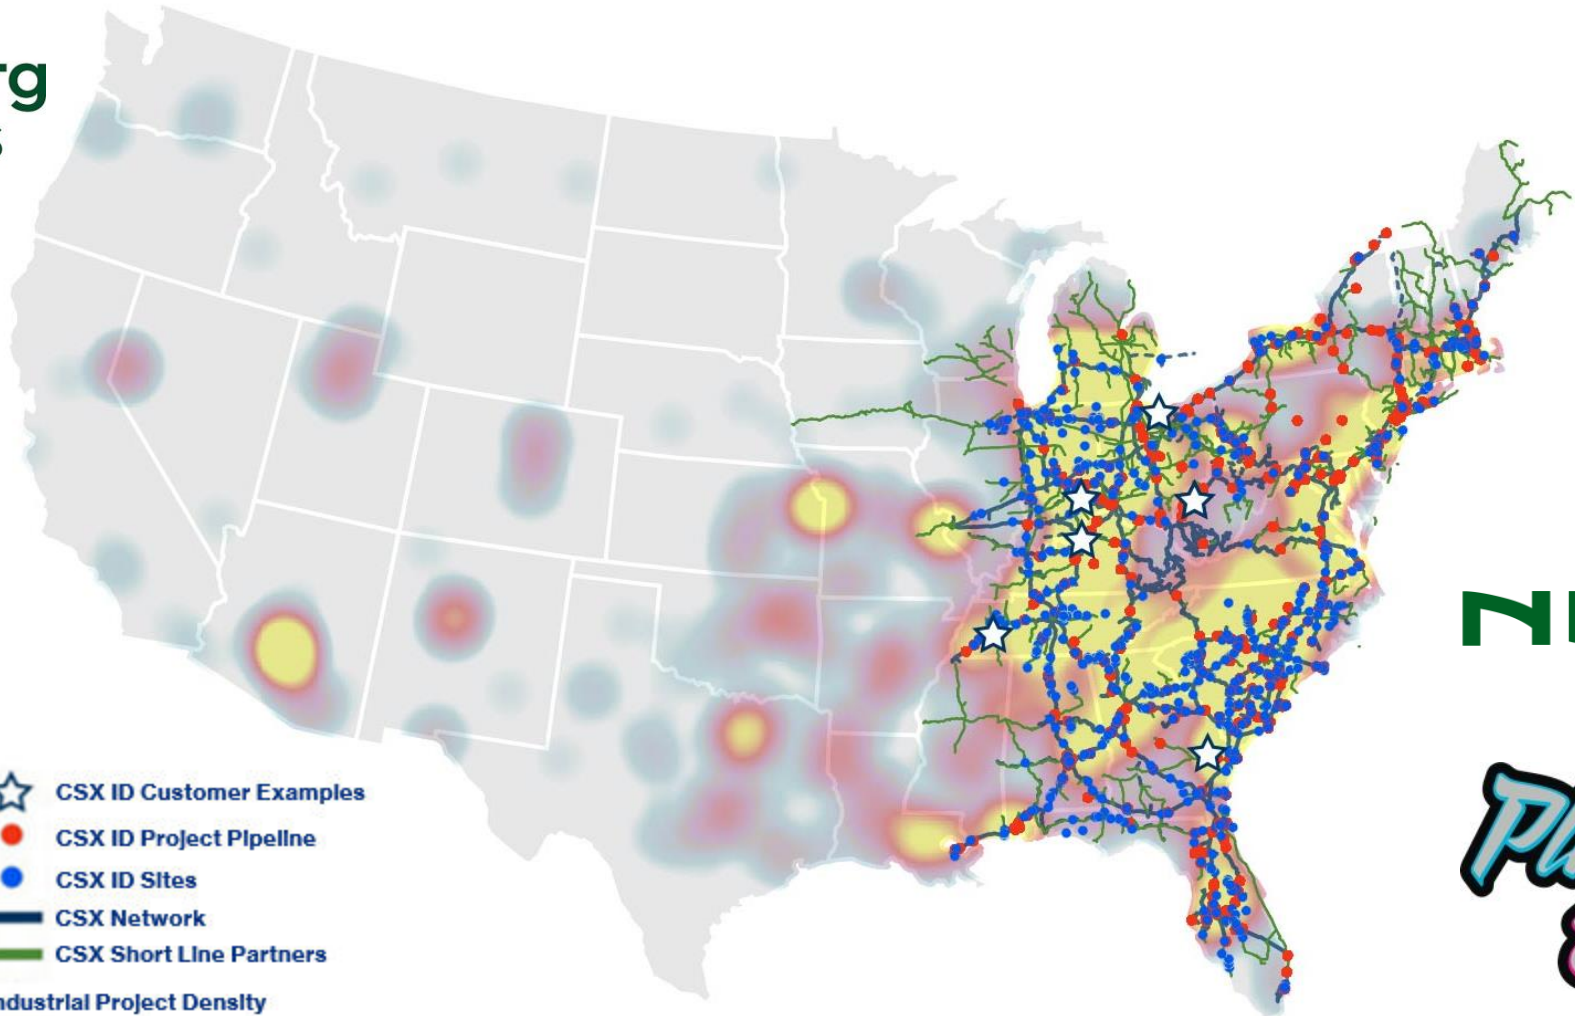 rg
s
CSX ID Customer Examples
CSX ID Project Pipeline
CSX ID Sites
CSX Network
CSX Short Line Partners
ndustrial Project Density